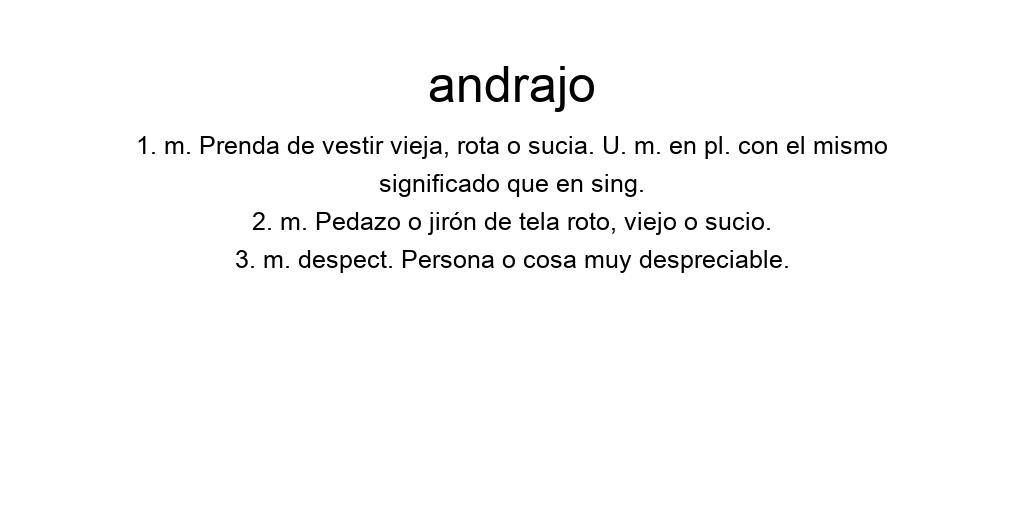 andrajo
1. m. Prenda de vestir vieja, rota o sucia. U. m. en pl. con el mismo
significado que en sing.
2. m. Pedazo o jirón de tela roto, viejo o sucio.
3. m. despect. Persona o cosa muy despreciable.